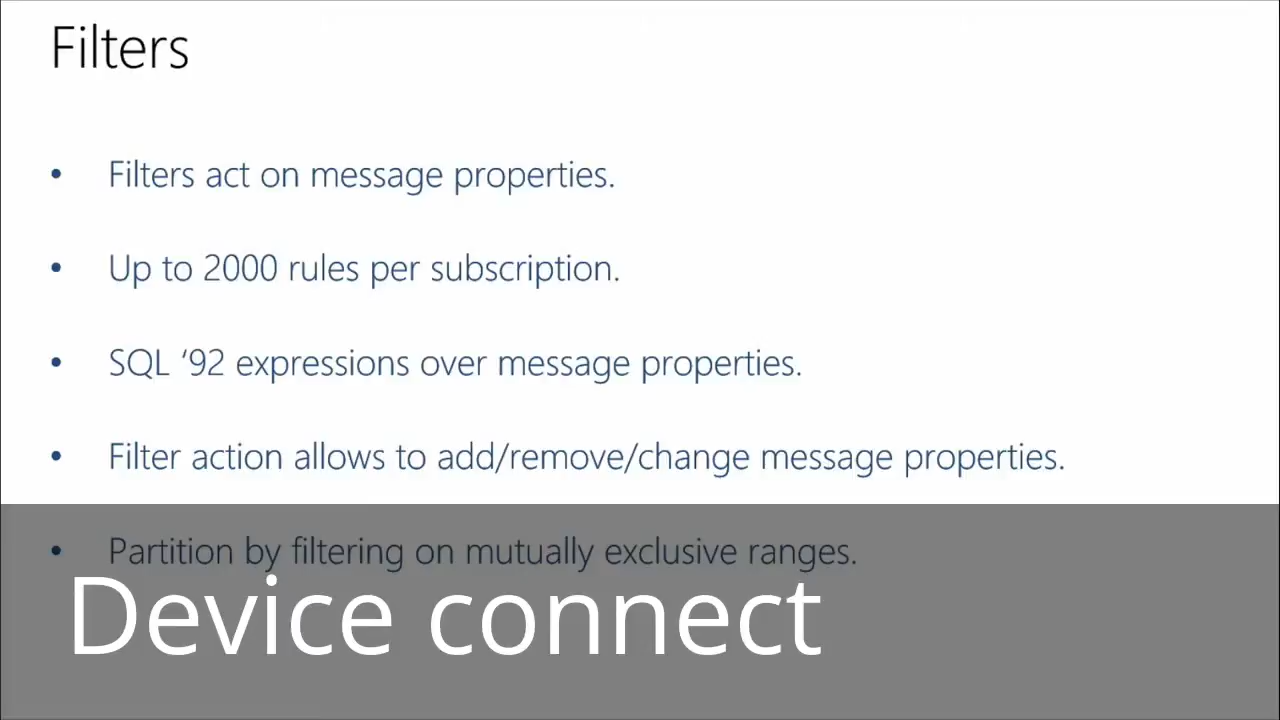 Filters
• Filters act on message properties.
• Up to 2000 rules per subscription.
• SQL ‘92 expressions over message properties.
• Filter action allows to add/remove/change message properties.
• Partition by filtering on mutually exclusive ranges.
Device connect